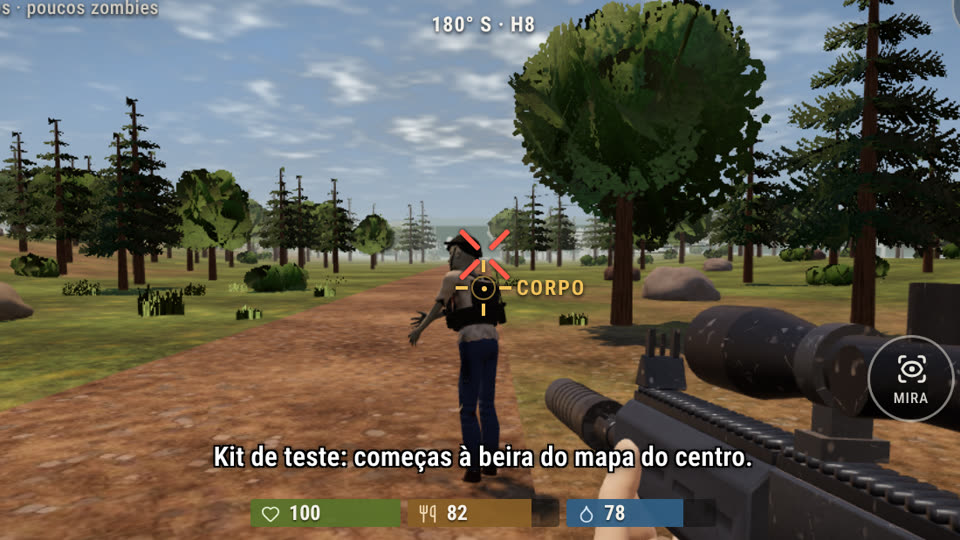 s · poucos zombies
180° S · H8
CORPO
MIRA
Kit de teste: começas à beira do mapa do centro.
100
82
78